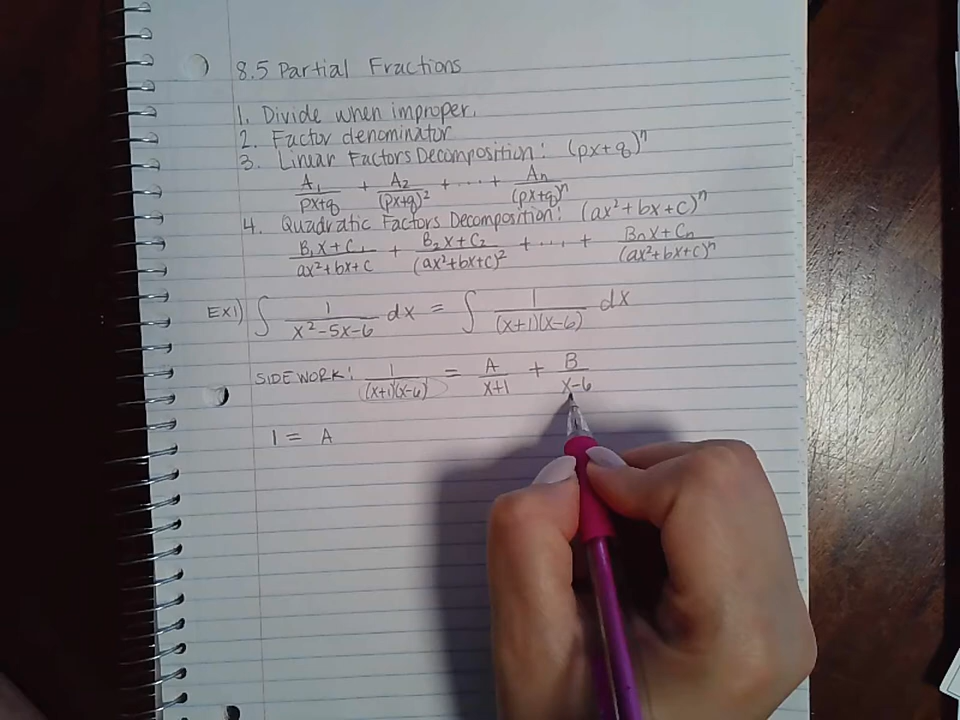 8.5 Partial Fractions
1. Divide when improper.
2. Factor denominator
3. Linear Factors Decomposition: (px+q)^n
A₁/(px+q) + A₂/(px+q)² + ... + Aₙ/(px+q)^n
4. Quadratic Factors Decomposition: (ax²+bx+c)^n
(B₁x+C₁)/(ax²+bx+c) + (B₂x+C₂)/(ax²+bx+c)² + ... + (Bₙx+Cₙ)/(ax²+bx+c)^n
EX1) ∫ 1/(x²-5x-6) dx = ∫ 1/((x+1)(x-6)) dx
SIDEWORK: 1/((x+1)(x-6)) = A/(x+1) + B/(x-6)
1 = A